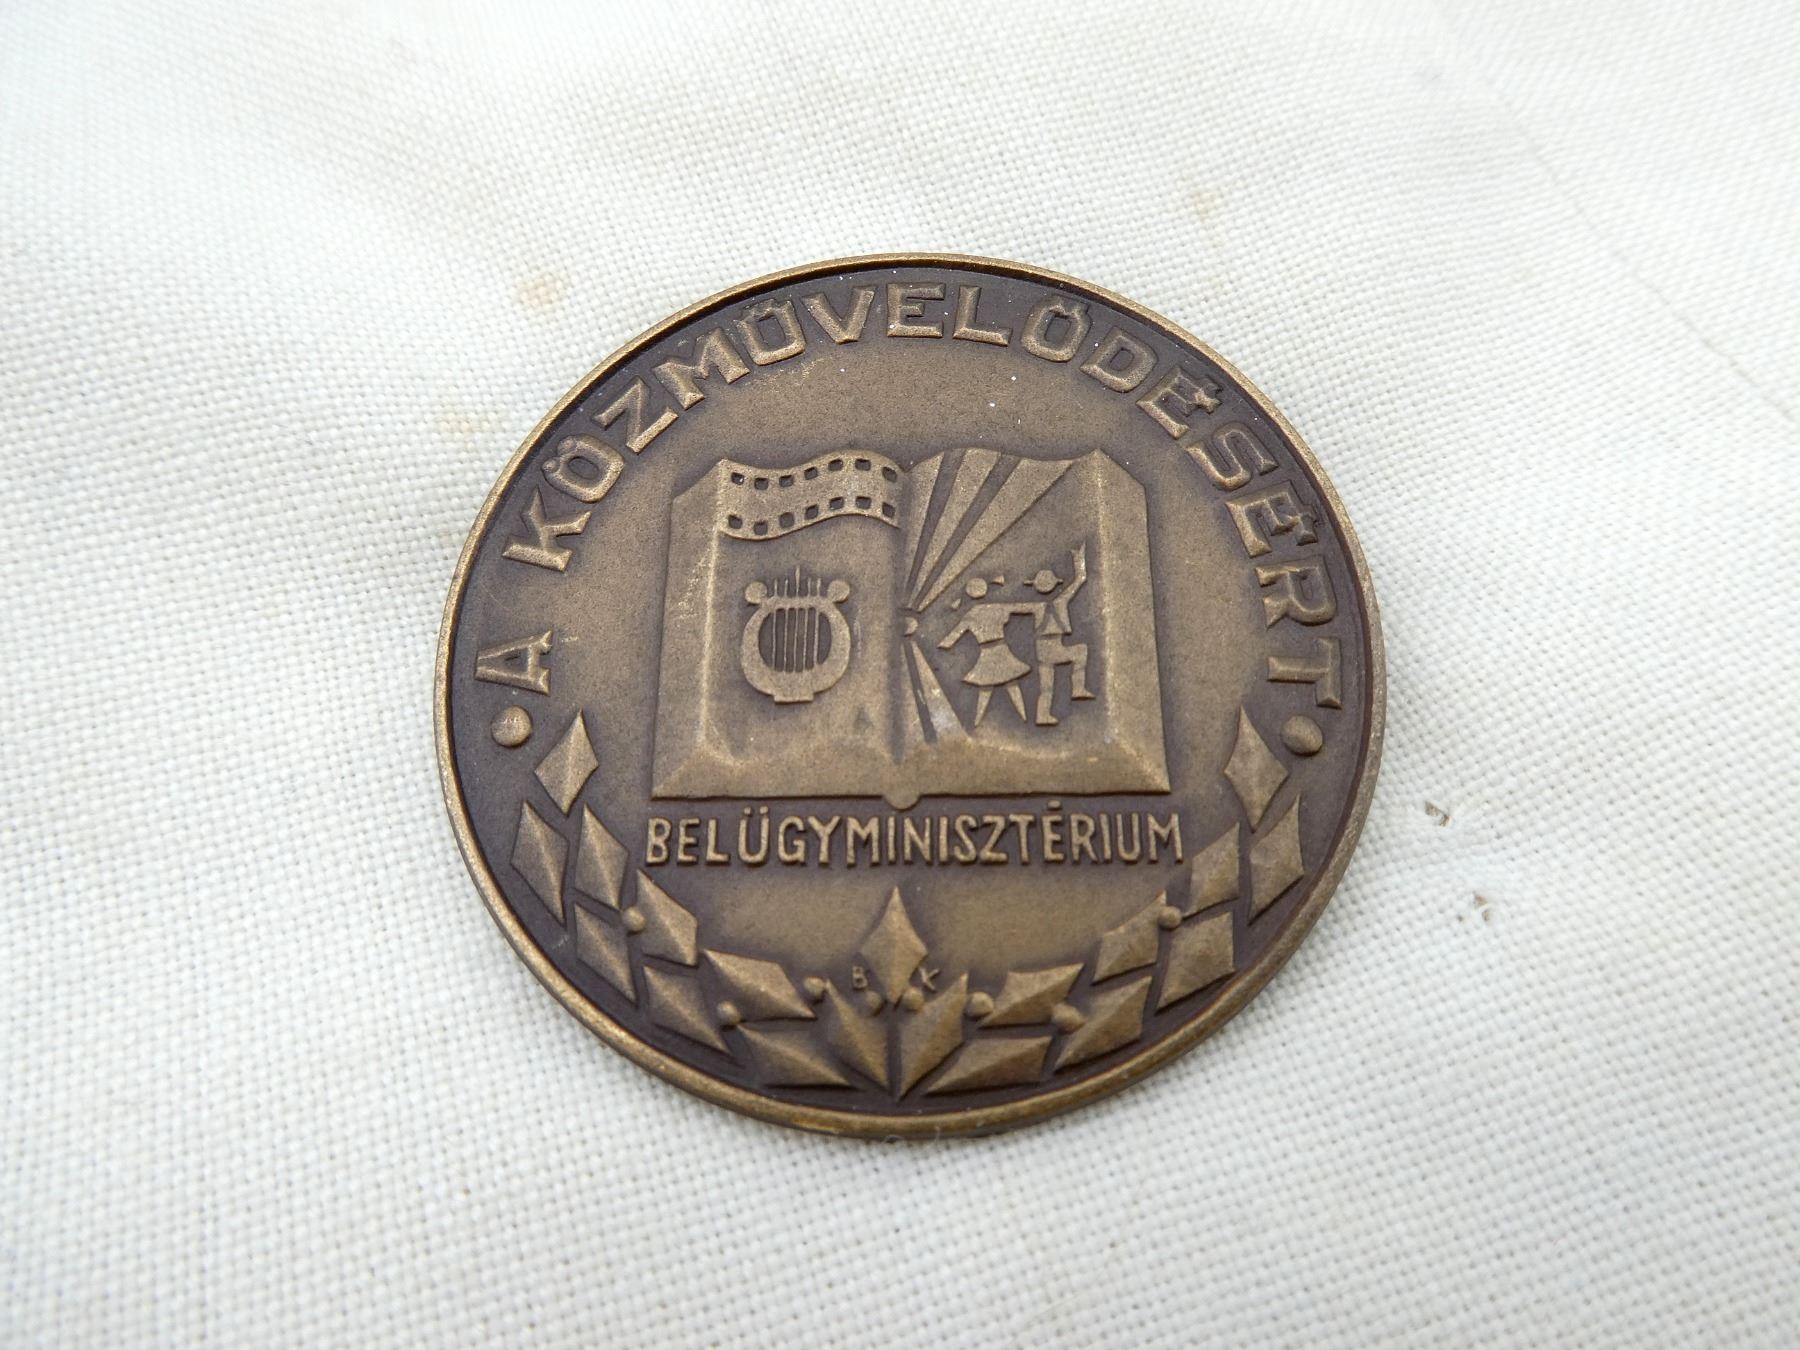 • A KÖZMŰVELŐDÉSÉRT •
BELÜGYMINISZTÉRIUM
B K